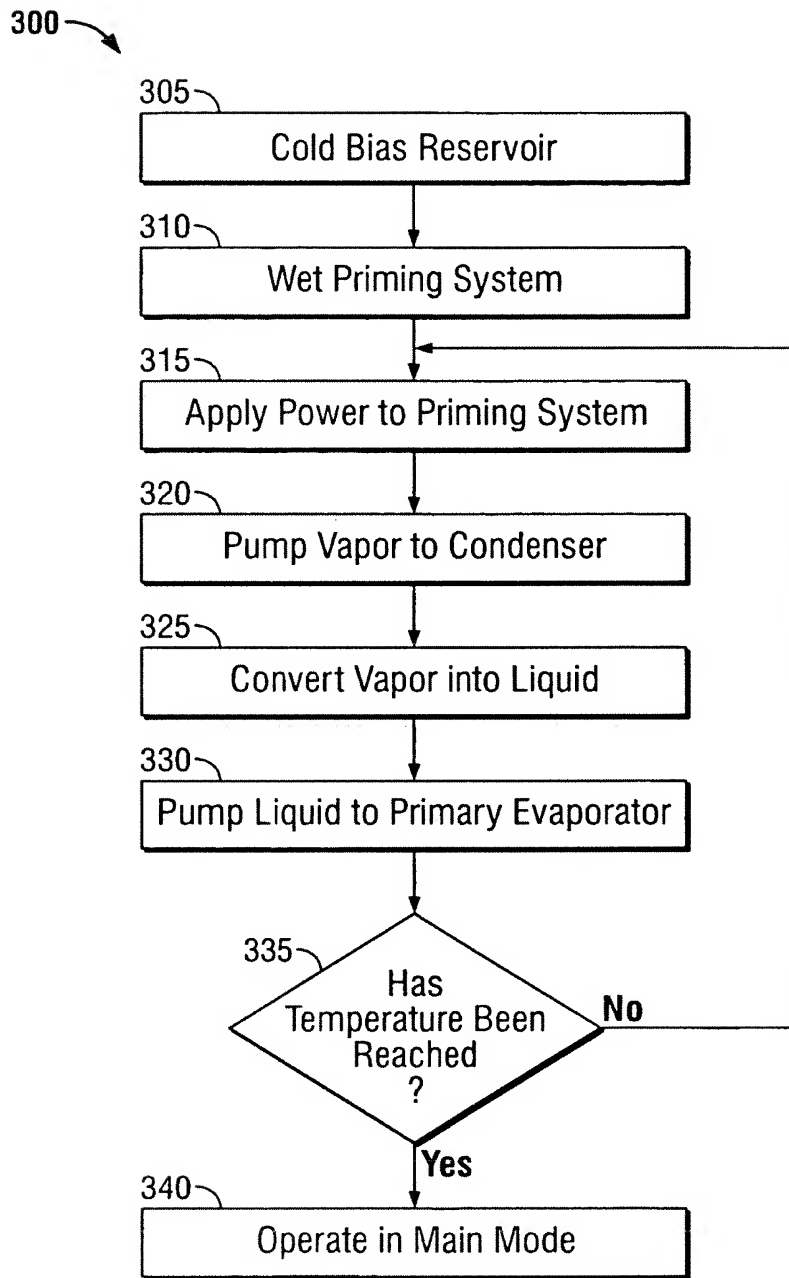 300
305
Cold Bias Reservoir
310
Wet Priming System
315
Apply Power to Priming System
320
Pump Vapor to Condenser
325
Convert Vapor into Liquid
330
Pump Liquid to Primary Evaporator
335
Has
Temperature Been
Reached
?
No
Yes
340
Operate in Main Mode